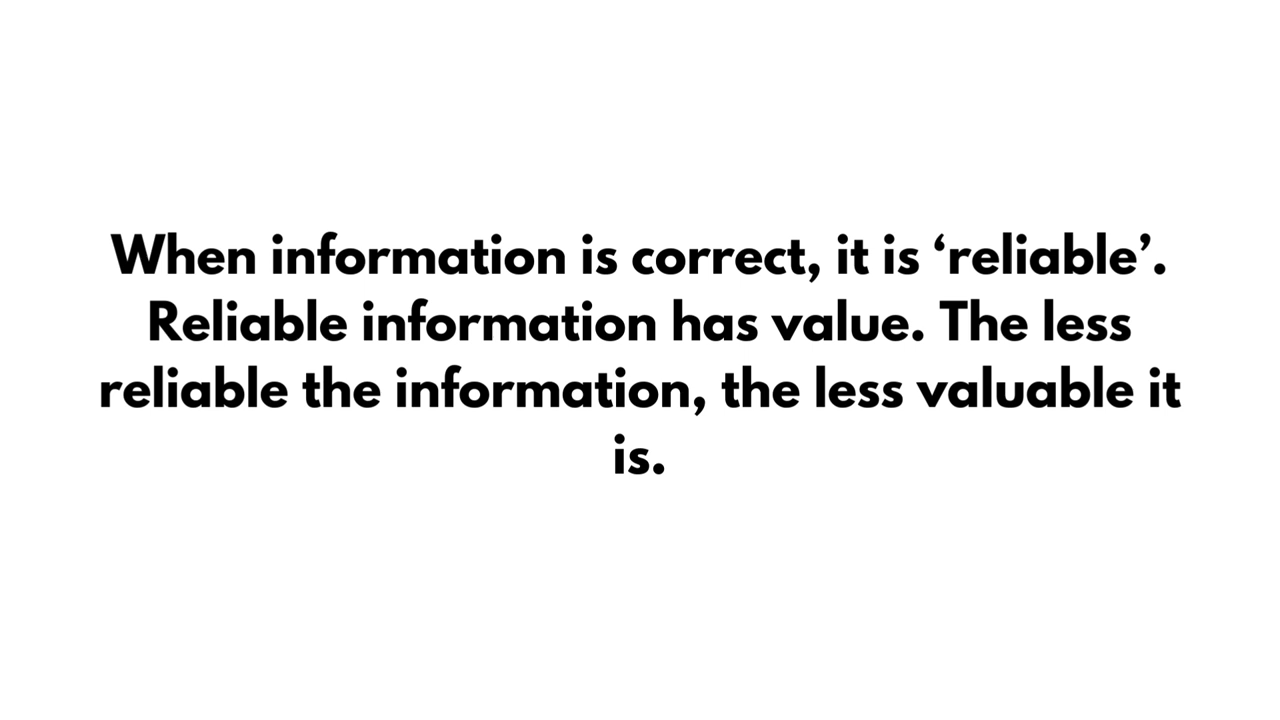 When information is correct, it is ‘reliable’.
Reliable information has value. The less
reliable the information, the less valuable it
is.